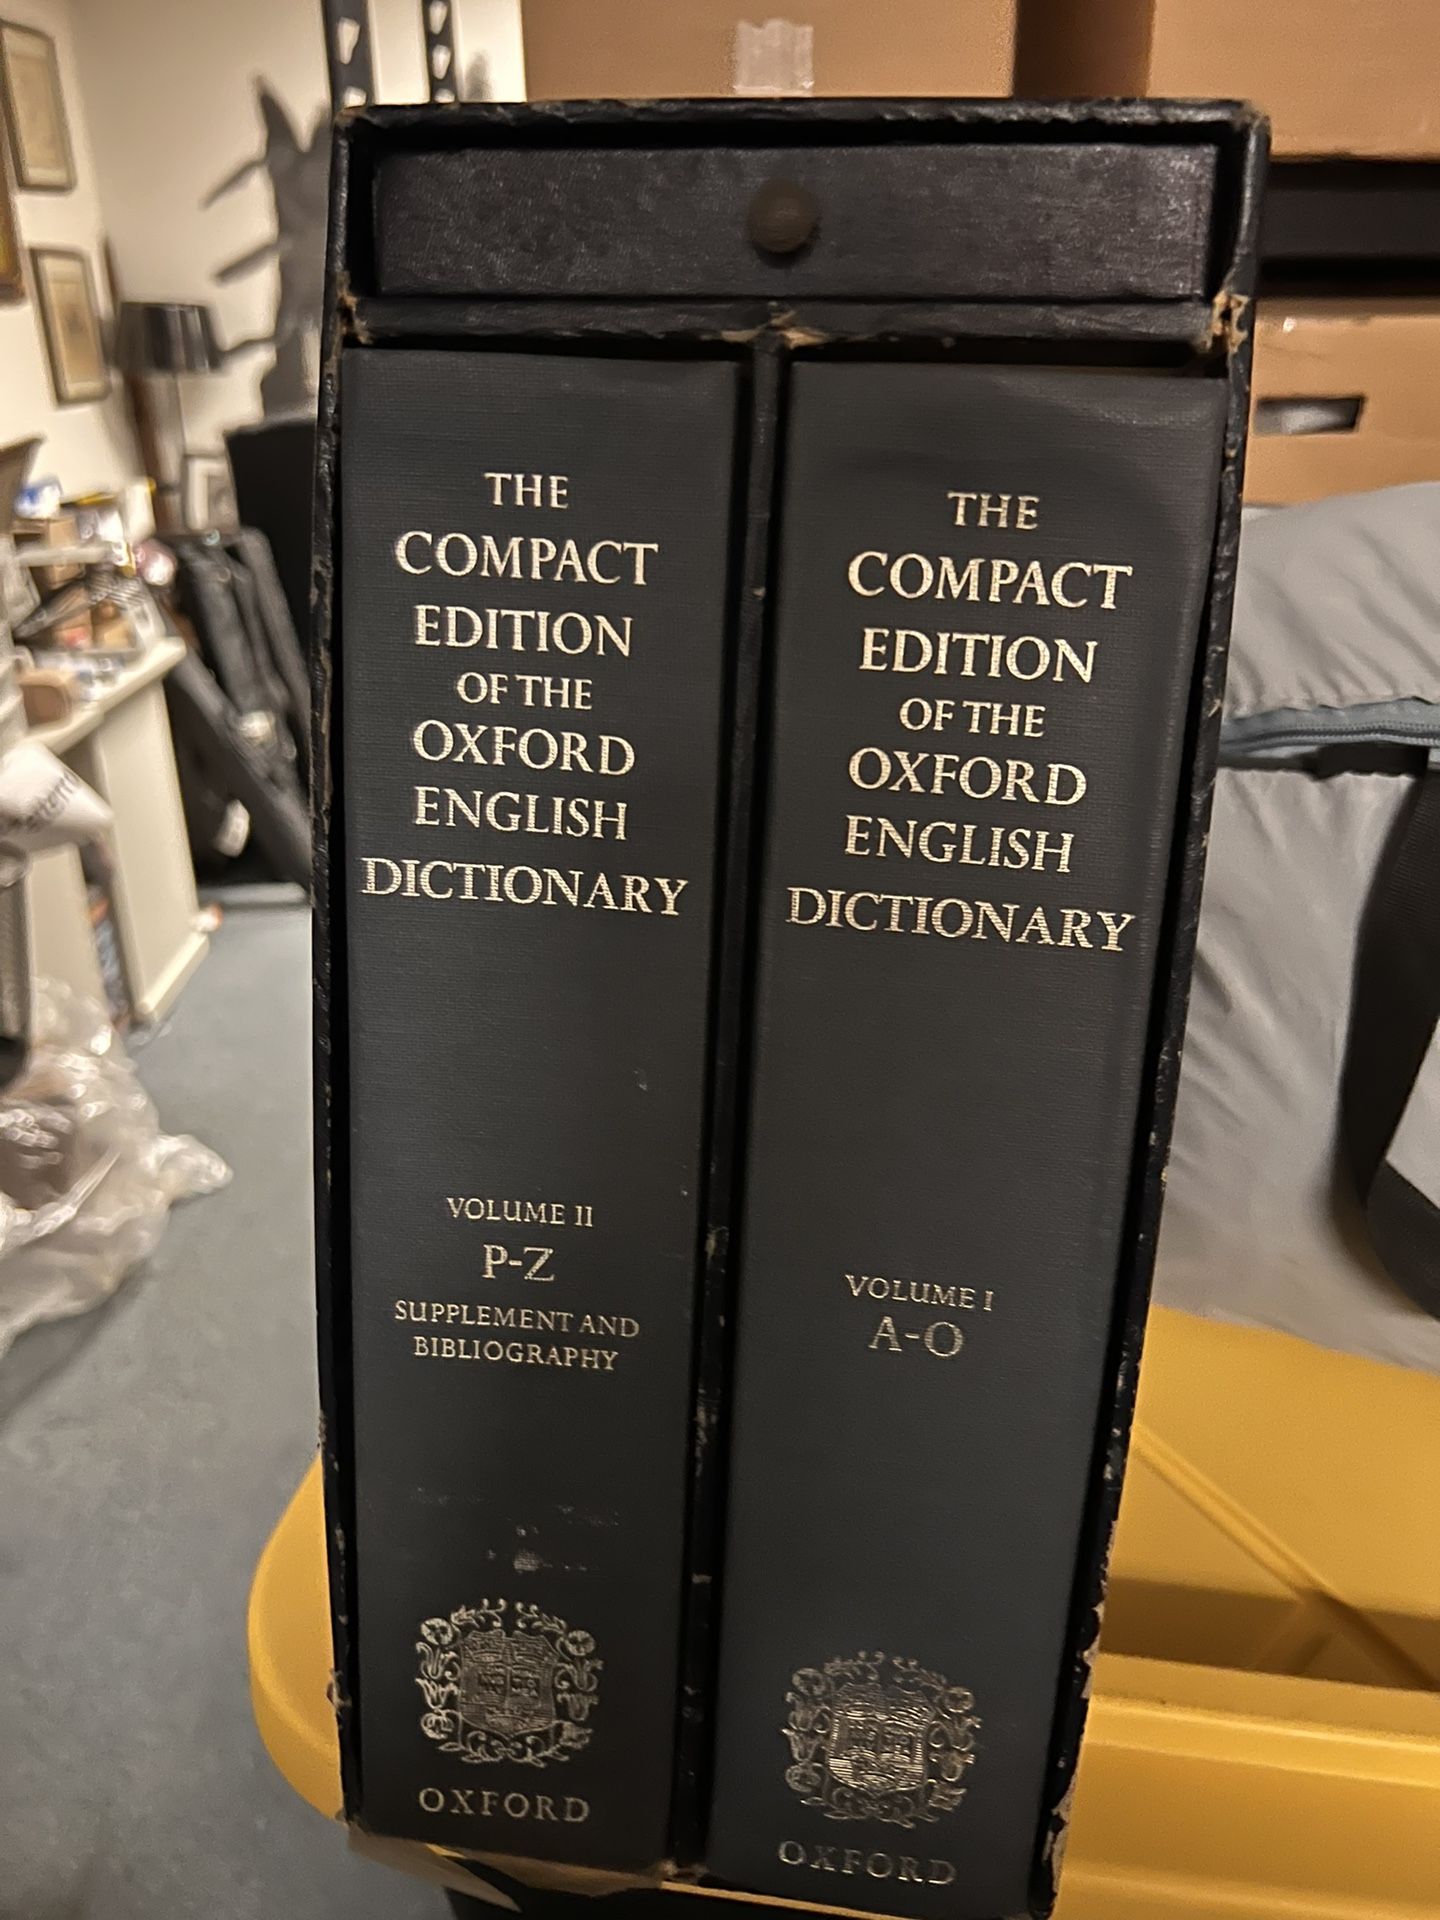 THE
COMPACT
EDITION
OF THE
OXFORD
ENGLISH
DICTIONARY
VOLUME II
P-Z
SUPPLEMENT AND
BIBLIOGRAPHY
OXFORD
THE
COMPACT
EDITION
OF THE
OXFORD
ENGLISH
DICTIONARY
VOLUME I
A-O
OXFORD